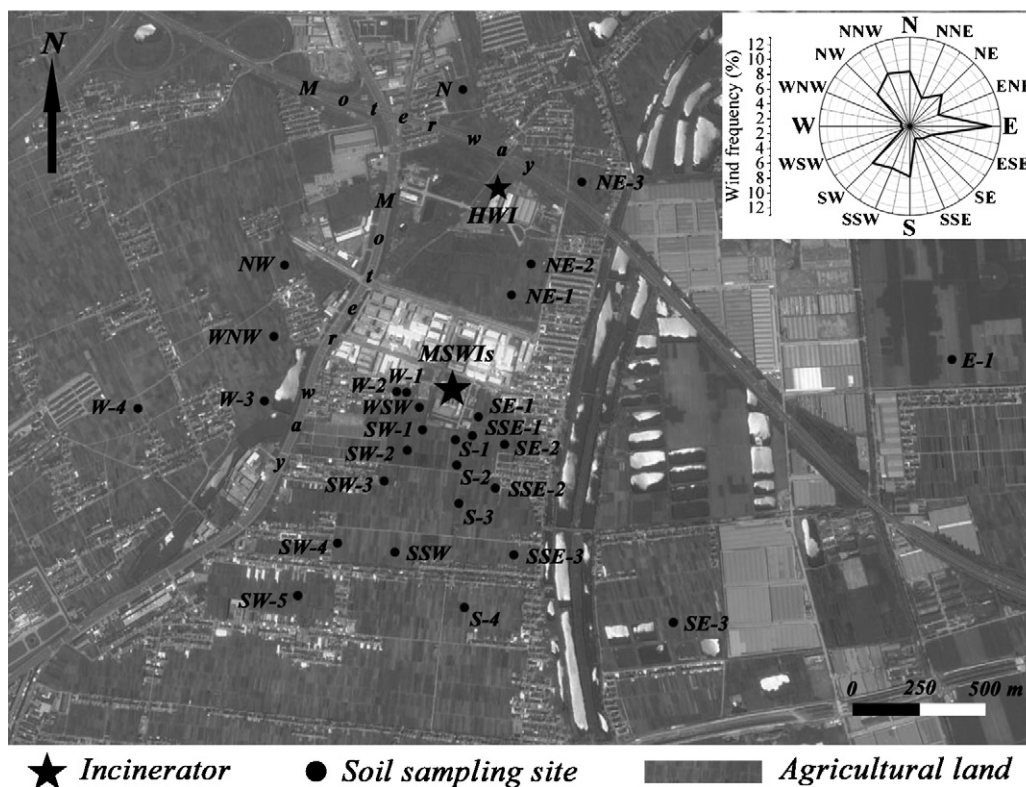 N
NNW
NNE
NW
NE
WNW
ENE
W
E
WSW
ESE
SW
SE
SSW
SSE
S
Wind frequency (%)
12
10
8
6
4
2
2
4
6
8
10
12
N
Motorway
Motorway
HWI
NE-3
NW
NE-2
NE-1
WNW
MSWIs
E-1
W-4
W-3
W-2
W-1
WSW
SE-1
SW-1
SSE-1
S-1
SE-2
SW-2
S-2
SW-3
SSE-2
S-3
SW-4
SSW
SSE-3
SW-5
S-4
SE-3
0 250 500 m
Incinerator
Soil sampling site
Agricultural land